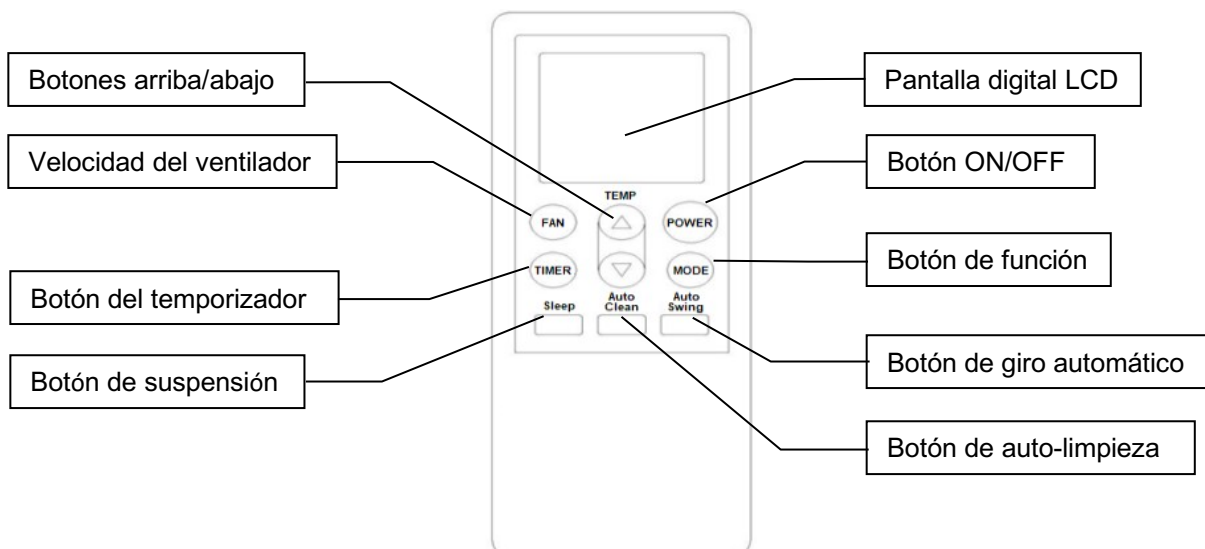 Botones arriba/abajo
Pantalla digital LCD
Velocidad del ventilador
Botón ON/OFF
TEMP
FAN
POWER
Botón de función
TIMER
MODE
Botón del temporizador
Sleep
Auto
Clean
Auto
Swing
Botón de suspensión
Botón de giro automático
Botón de auto-limpieza